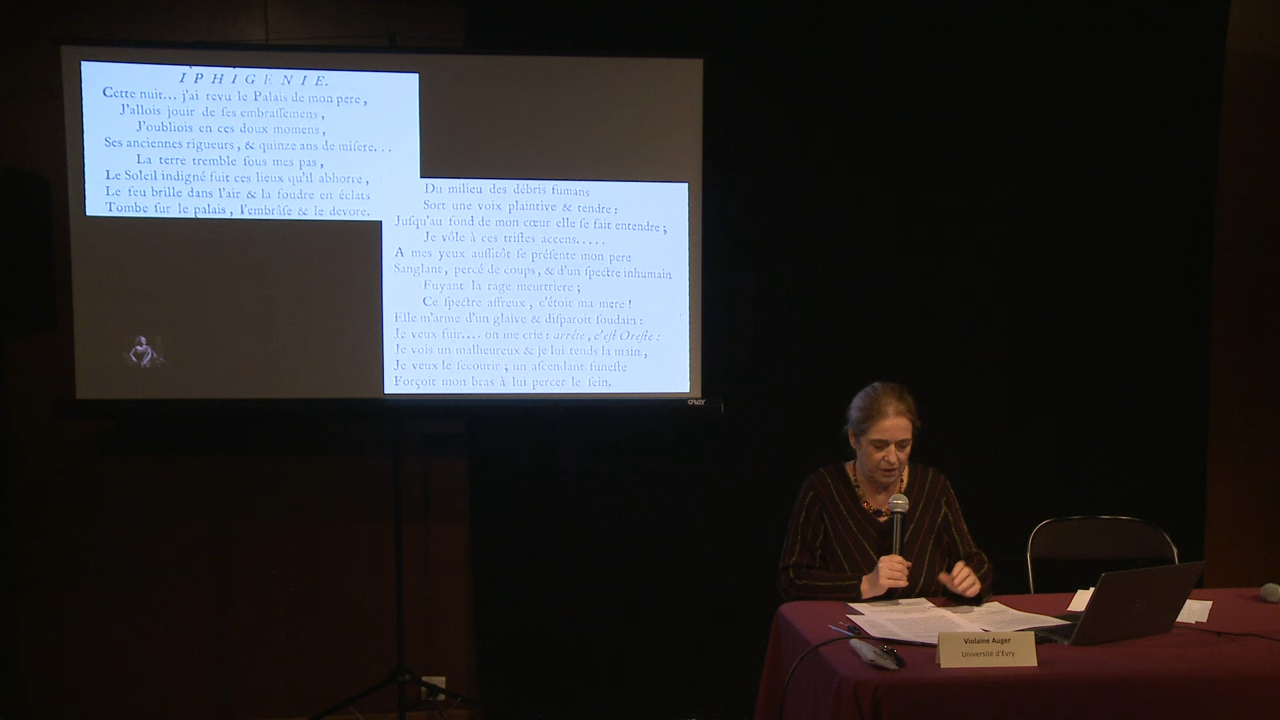 IPHIGENIE.
Cette nuit... j'ai revu le Palais de mon pere,
J'allois jouir de ſes embraſſemens,
J'oubliois en ces doux momens,
Ses anciennes rigueurs, & quinze ans de miſere...
La terre tremble ſous mes pas,
Le Soleil indigné fuit ces lieux qu'il abhorre,
Le feu brille dans l'air & la foudre en éclats
Tombe ſur le palais, l'embrâſe & le devore.
Du milieu des débris fumans
Sort une voix plaintive & tendre:
Juſqu'au fond de mon cœur elle ſe fait entendre;
Je vôle à ces triſtes accens.....
A mes yeux auſſitôt ſe préſente mon pere
Sanglant, percé de coups, & d'un ſpectre inhumain
Fuyant la rage meurtriere;
Ce ſpectre affreux, c'étoit ma mere!
Elle m'arme d'un glaive & diſparoit ſoudain:
Je veux fuir.... on me crie: arrête, c'eſt Oreſte:
Je vois un malheureux & je lui tends la main,
Je veux le ſecourir; un aſcendant funeſte
Forçoit mon bras à lui percer le ſein.
ORAY
Violaine Auger
Université d'Evry